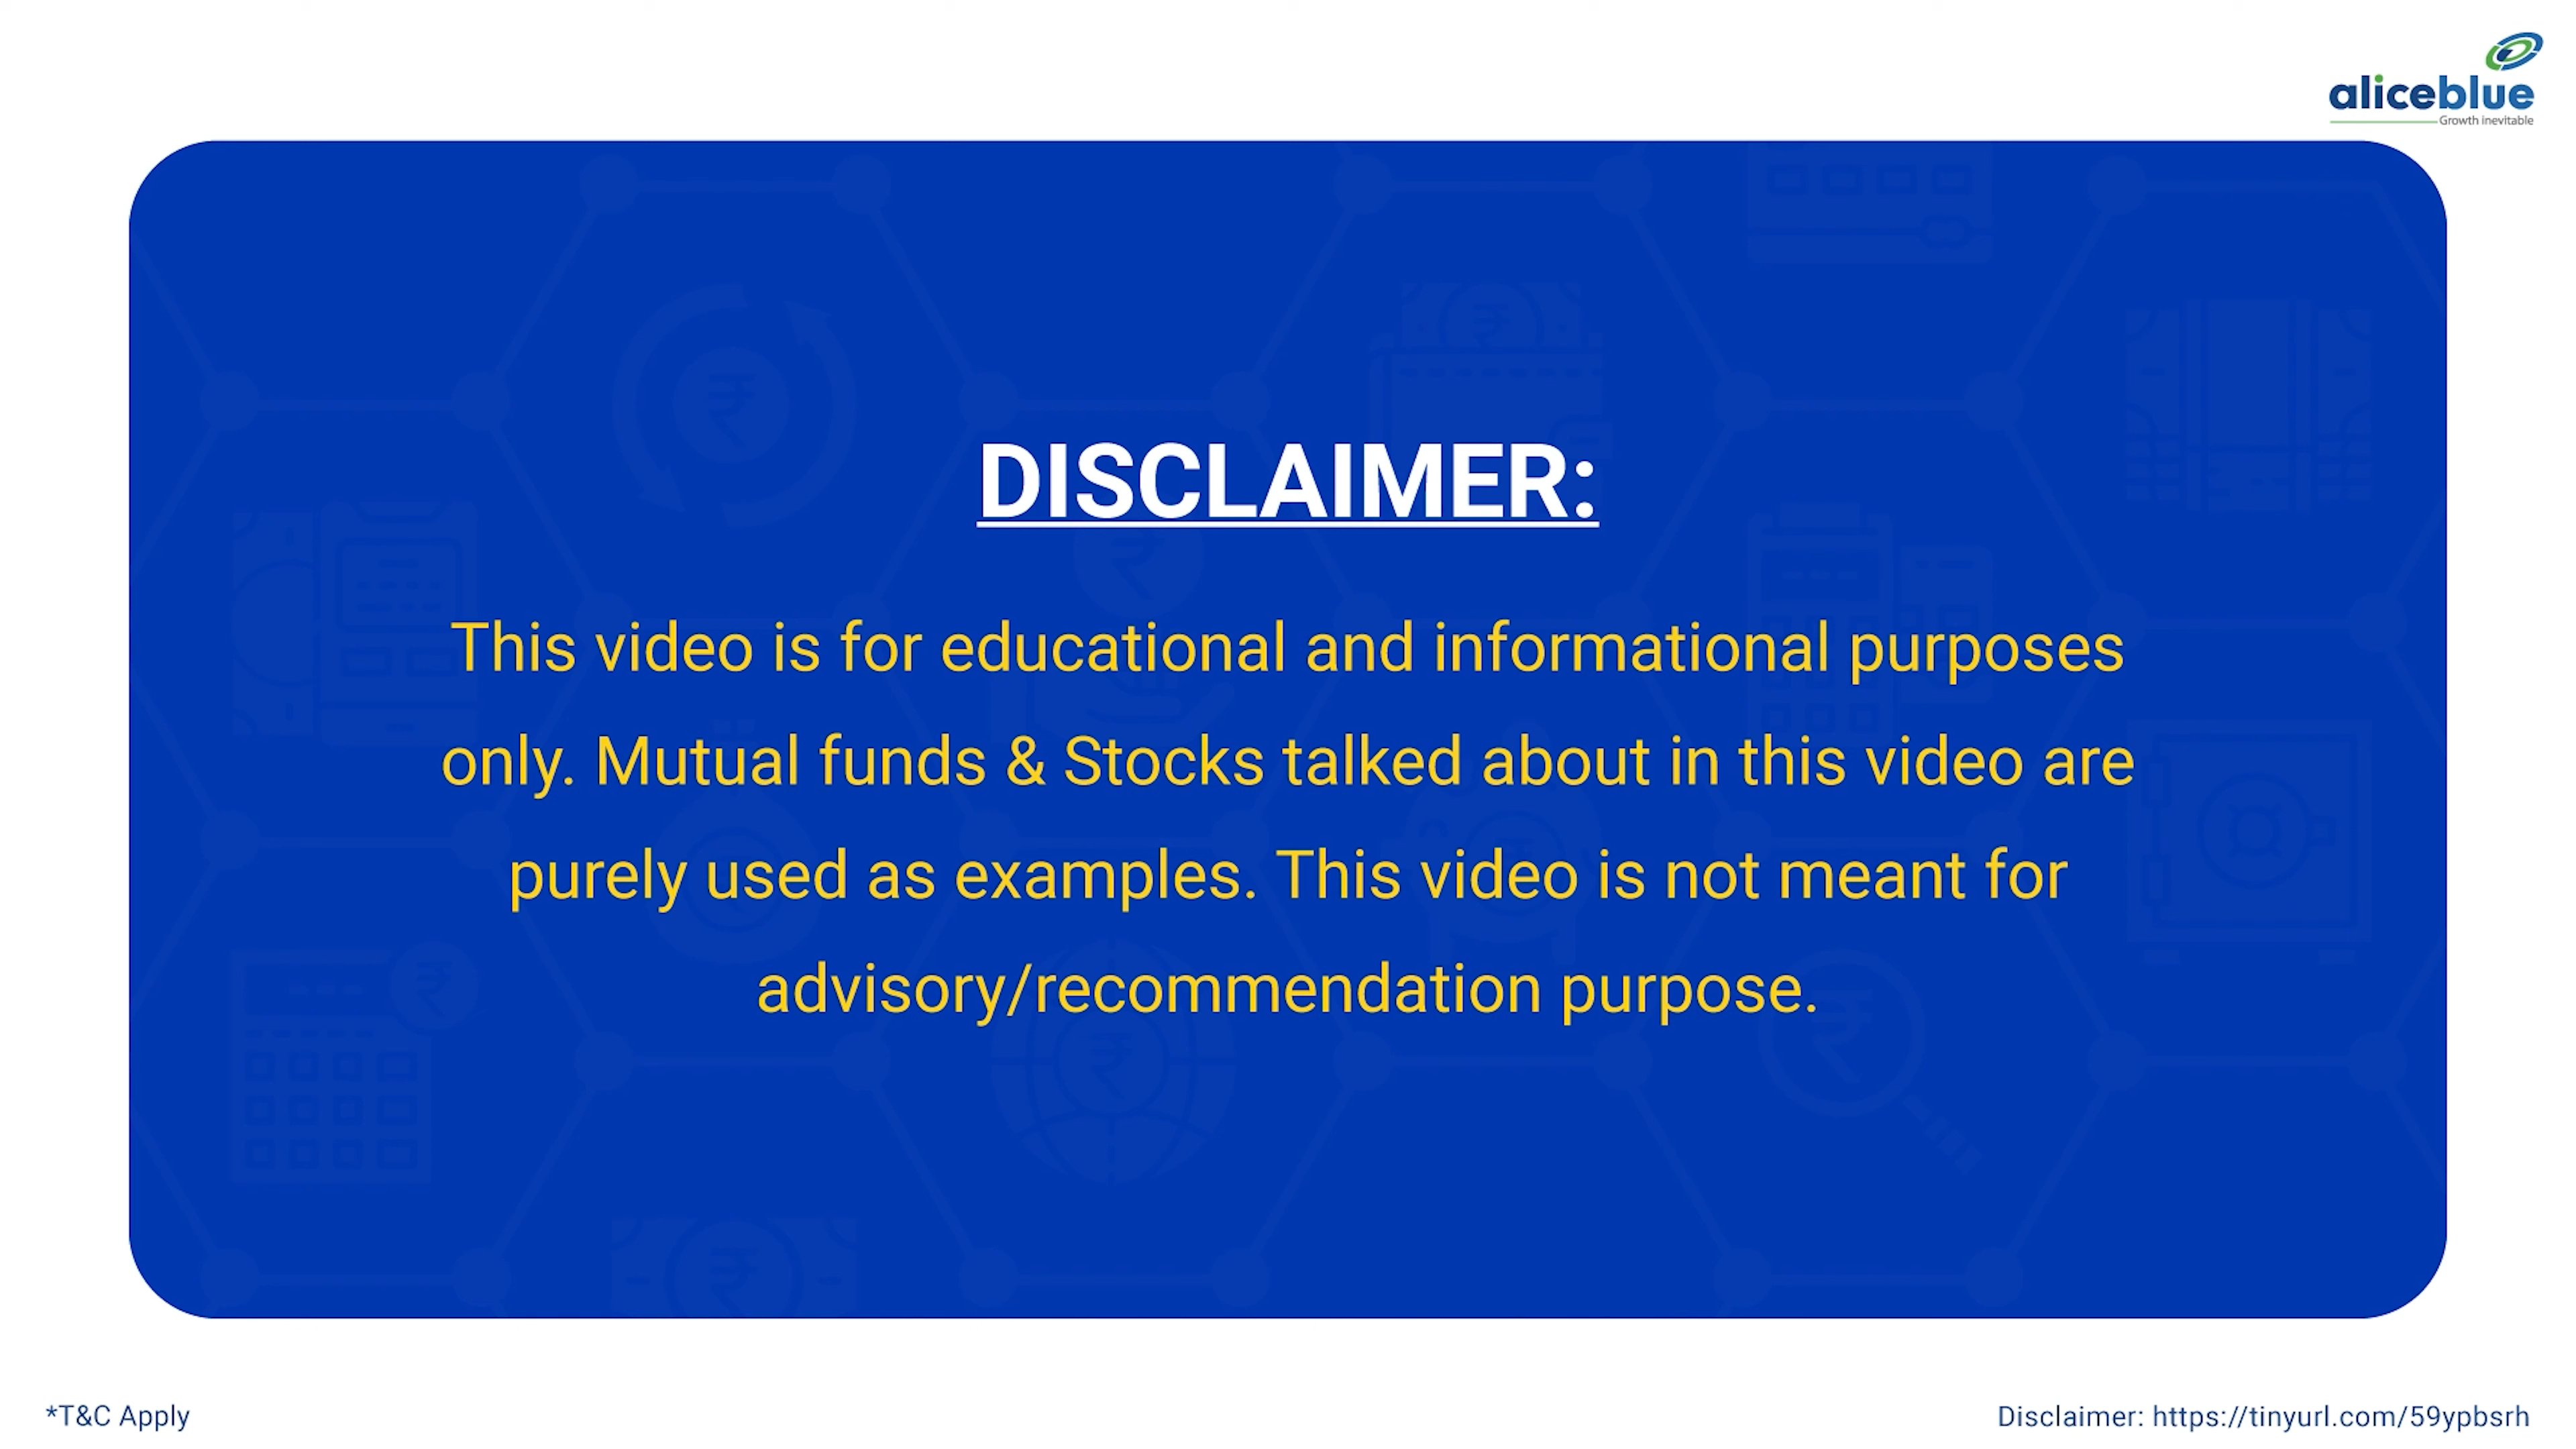 aliceblue
Growth inevitable
DISCLAIMER:
This video is for educational and informational purposes
only. Mutual funds & Stocks talked about in this video are
purely used as examples. This video is not meant for
advisory/recommendation purpose.
*T&C Apply
Disclaimer: https://tinyurl.com/59ypbsrh